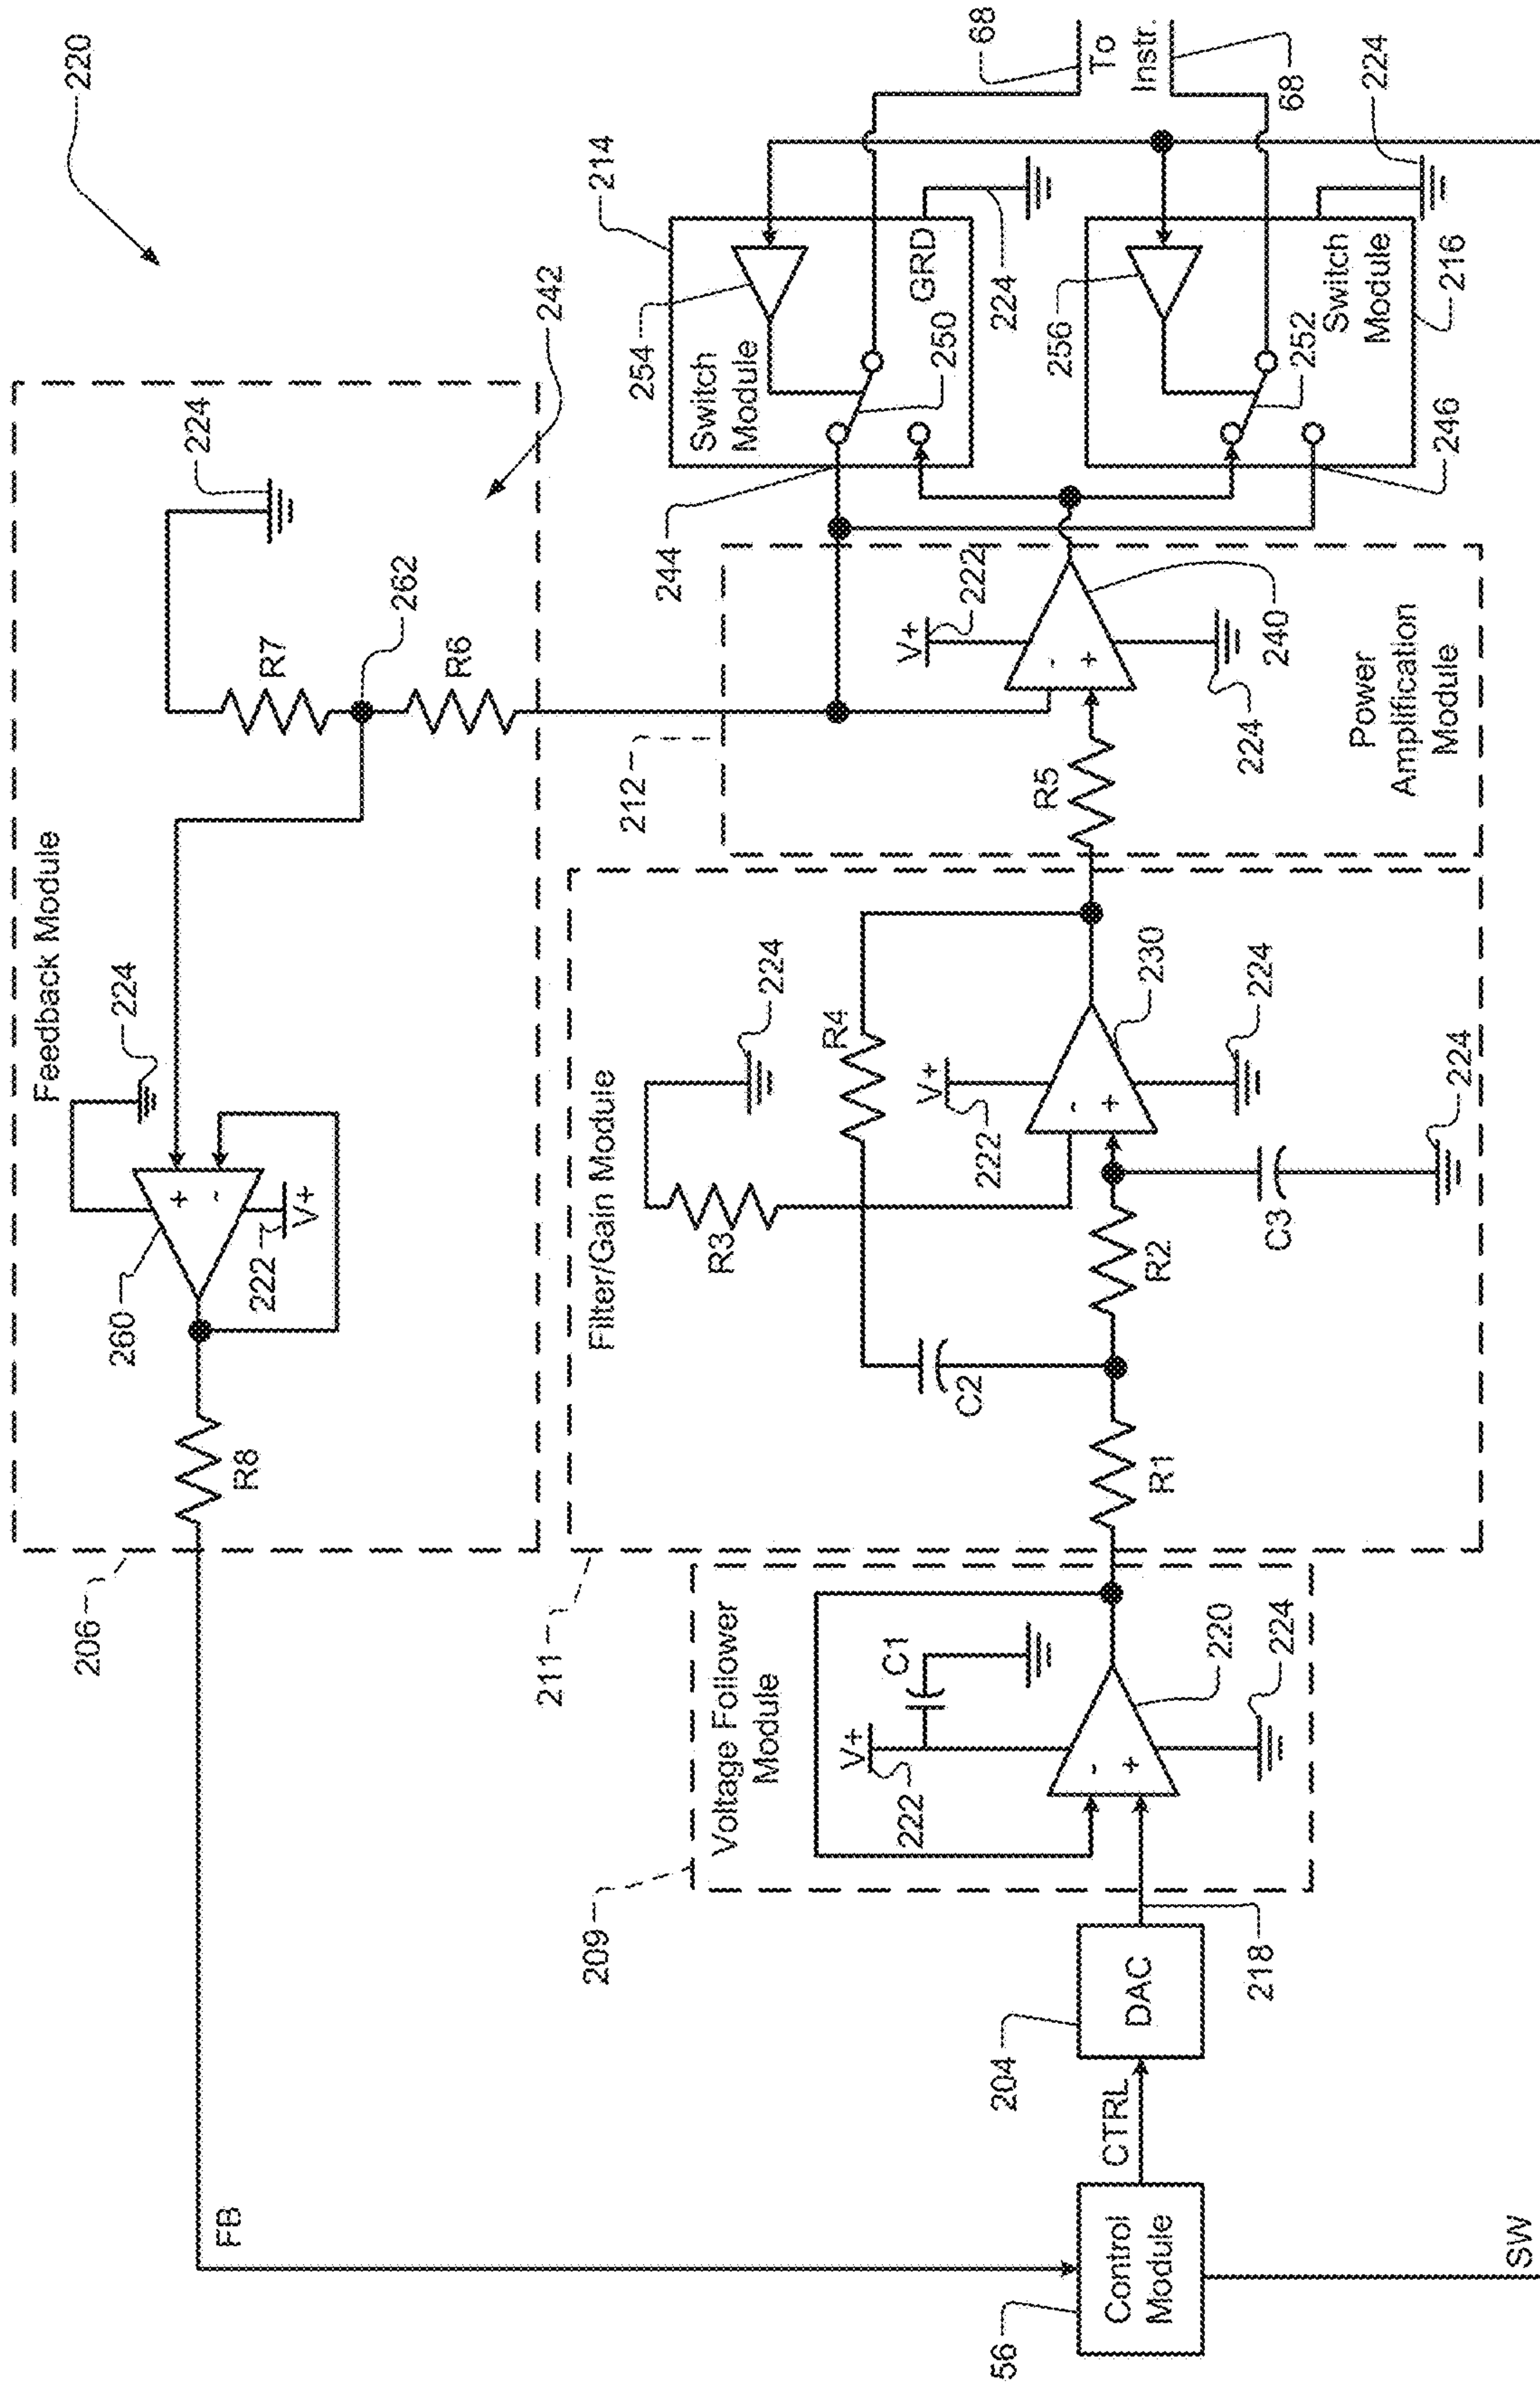 220
Feedback Module
206
R8
260
222
V+
+
-
224
R7
262
R6
224
242
FB
56
Control
Module
SW
CTRL
204
DAC
218
209
Voltage Follower
Module
V+
222
C1
-
+
220
224
211
Filter/Gain Module
R1
C2
R2
R3
R4
224
V+
222
-
+
230
224
C3
224
212
R5
V+
222
-
+
240
224
Power
Amplification
Module
244
Switch
Module
254
250
GRD
214
224
246
256
252
Switch
Module
216
224
68
To
Instr.
68